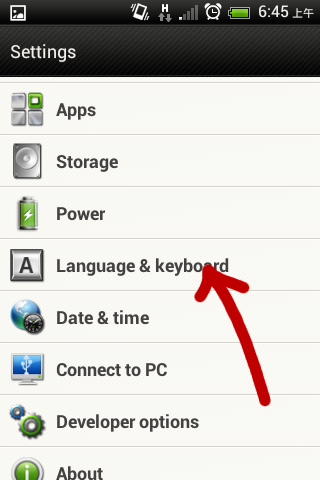 H
6:45 上午
Settings
Apps
Storage
Power
A
Language & keyboard
Date & time
Connect to PC
Developer options
About